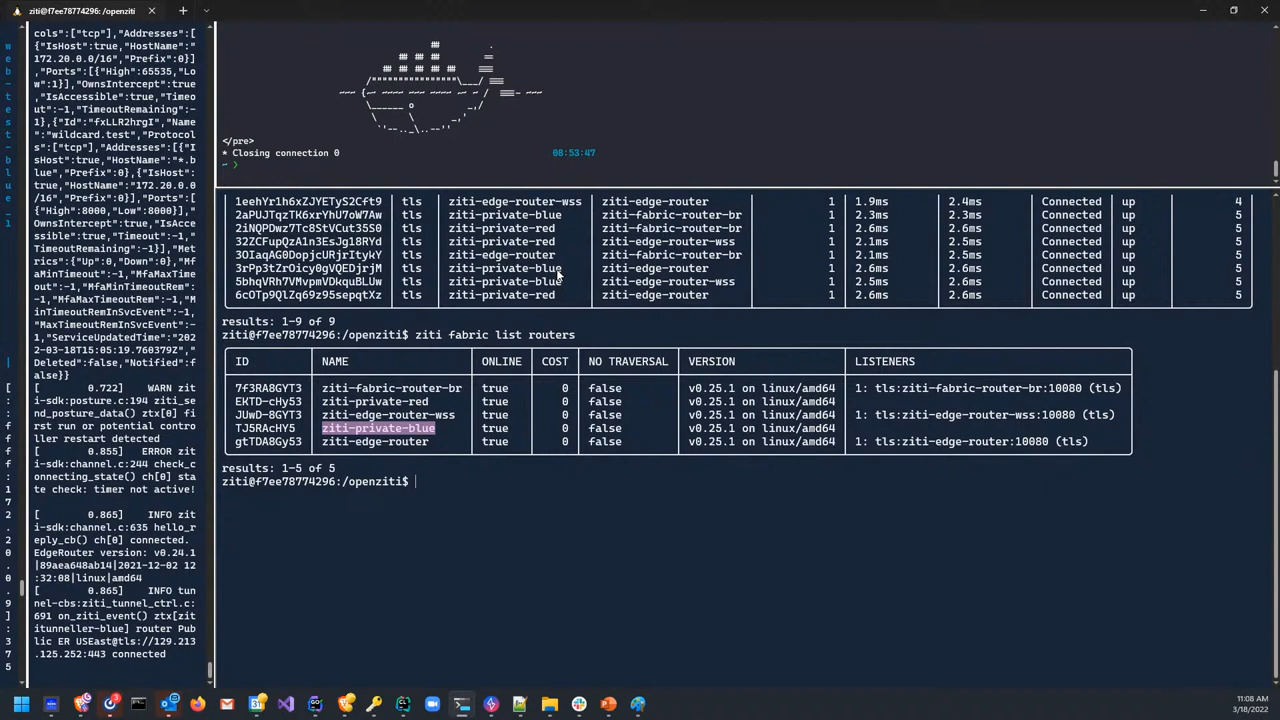 ziti@f7ee78774296: /openziti
cols":["tcp"],"Addresses":[
{"IsHost":true,"HostName":"
172.20.0.0/16","Prefix":0}]
,"Ports":[{"High":65535,"Lo
w":1}],"OwnsIntercept":true
,"IsAccessible":true,"Timeo
ut":-1,"TimeoutRemaining":-
1},{"Id":"fxLLR2hrgI","Name
":"wildcard.test","Protocol
s":["tcp"],"Addresses":[{"I
sHost":true,"HostName":"*.b
lue","Prefix":0},{"IsHost":
true,"HostName":"172.20.0.0
/16","Prefix":0}],"Ports":[
{"High":8000,"Low":8000}],"
OwnsIntercept":true,"IsAcce
ssible":true,"Timeout":-1,"
TimeoutRemaining":-1}],"Met
rics":{"Up":0,"Down":0},"Mf
aMinTimeout":-1,"MfaMinTime
outRemaining":-1,"MfaMaxTim
eout":-1,"MfaMaxTimeoutRema
ining":-1,"MinTimeoutInSvcE
vent":-1,"MaxTimeoutRemInSv
cEvent":-1,"MinTimeoutRemIn
SvcEvent":-1,
"MaxTimeoutRemInSvcEvent":-
1,"ServiceUpdatedTime":"202
2-03-18T15:05:19.760379Z","
Deleted":false,"Notified":f
alse}}
[ 0.722] WARN zit
i-sdk:posture.c:194 ziti_se
nd_posture_data() ztx[0] fi
rst run or potential contro
ller restart detected
[ 0.855] ERROR zi
ti-sdk:channel.c:244 check_c
onnecting_state() ch[0] sta
te check: timer not active!
[ 0.865] INFO zit
i-sdk:channel.c:635 hello_r
eply_cb() ch[0] connected.
EdgeRouter version: v0.24.1
|89aea648ab14|2021-12-02 12
:32:08|linux|amd64
[ 0.865] INFO tun
nel-cbs:ziti_tunnel_ctrl.c:
691 on_ziti_event() ztx[zit
itunneller-blue] router Pub
lic ER USEast@tls://129.213
.125.252:443 connected
</pre>
* Closing connection 0 08:53:47
~ >
1eehYr1h6xZJYETyS2Cft9 tls ziti-edge-router-wss ziti-edge-router 1 1.9ms 2.4ms Connected up 4
2aPUJTqzTK6xrYhU7oW7Aw tls ziti-private-blue ziti-fabric-router-br 1 2.3ms 2.3ms Connected up 5
2iNQPDwz7Tc8StVCut35S0 tls ziti-private-red ziti-fabric-router-br 1 2.6ms 2.6ms Connected up 5
32ZCFupQzA1n3EsJg18RYd tls ziti-private-red ziti-edge-router-wss 1 2.1ms 2.5ms Connected up 5
3OIaqAG0DopjcURjrItykY tls ziti-edge-router ziti-fabric-router-br 1 2.1ms 2.5ms Connected up 5
3rPp3tZrOicy0gVQEDjrjM tls ziti-private-blue ziti-edge-router 1 2.6ms 2.6ms Connected up 5
5bhqVRh7VMvpmVDkquBLUw tls ziti-private-blue ziti-edge-router-wss 1 2.2ms 2.6ms Connected up 5
6cOTp9QlZq69z95sepqtXz tls ziti-private-red ziti-edge-router 1 2.6ms 2.6ms Connected up 5
results: 1-9 of 9
ziti@f7ee78774296:/openziti$ ziti fabric list routers
ID NAME ONLINE COST NO TRAVERSAL VERSION LISTENERS
7f3RA8GYT3 ziti-fabric-router-br true 0 false v0.25.1 on linux/amd64 1: tls:ziti-fabric-router-br:10080 (tls)
EKTD-cHy53 ziti-private-red true 0 false v0.25.1 on linux/amd64
JUwD-8GYT3 ziti-edge-router-wss true 0 false v0.25.1 on linux/amd64 1: tls:ziti-edge-router-wss:10080 (tls)
TJ5RAcHY5 ziti-private-blue true 0 false v0.25.1 on linux/amd64
gtTDA8Gy53 ziti-edge-router true 0 false v0.25.1 on linux/amd64 1: tls:ziti-edge-router:10080 (tls)
results: 1-5 of 5
ziti@f7ee78774296:/openziti$
11:08 AM
3/18/2022